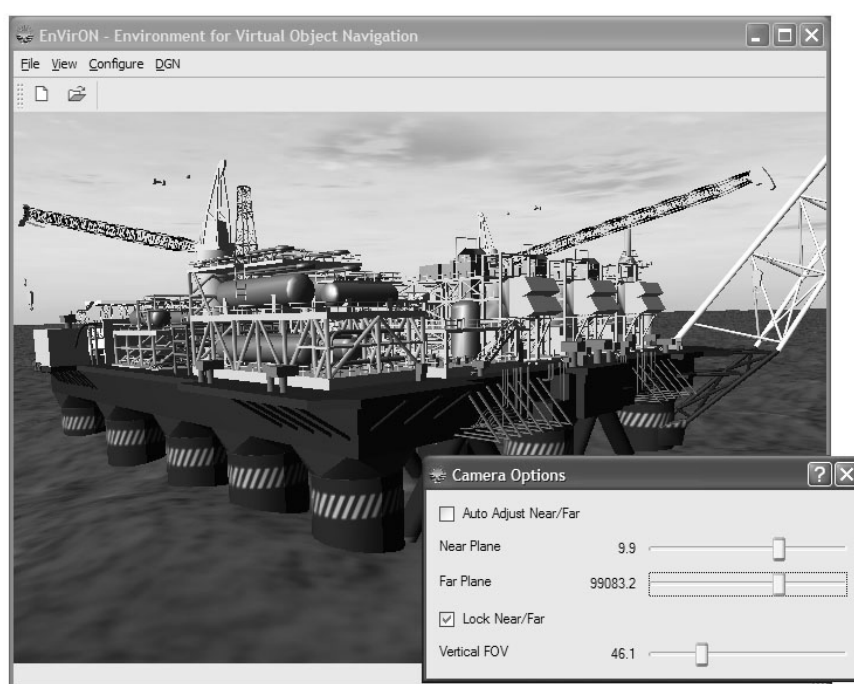 EnVirON - Environment for Virtual Object Navigation
File View Configure DGN
Camera Options
Auto Adjust Near/Far
Near Plane 9.9
Far Plane 99083.2
Lock Near/Far
Vertical FOV 46.1